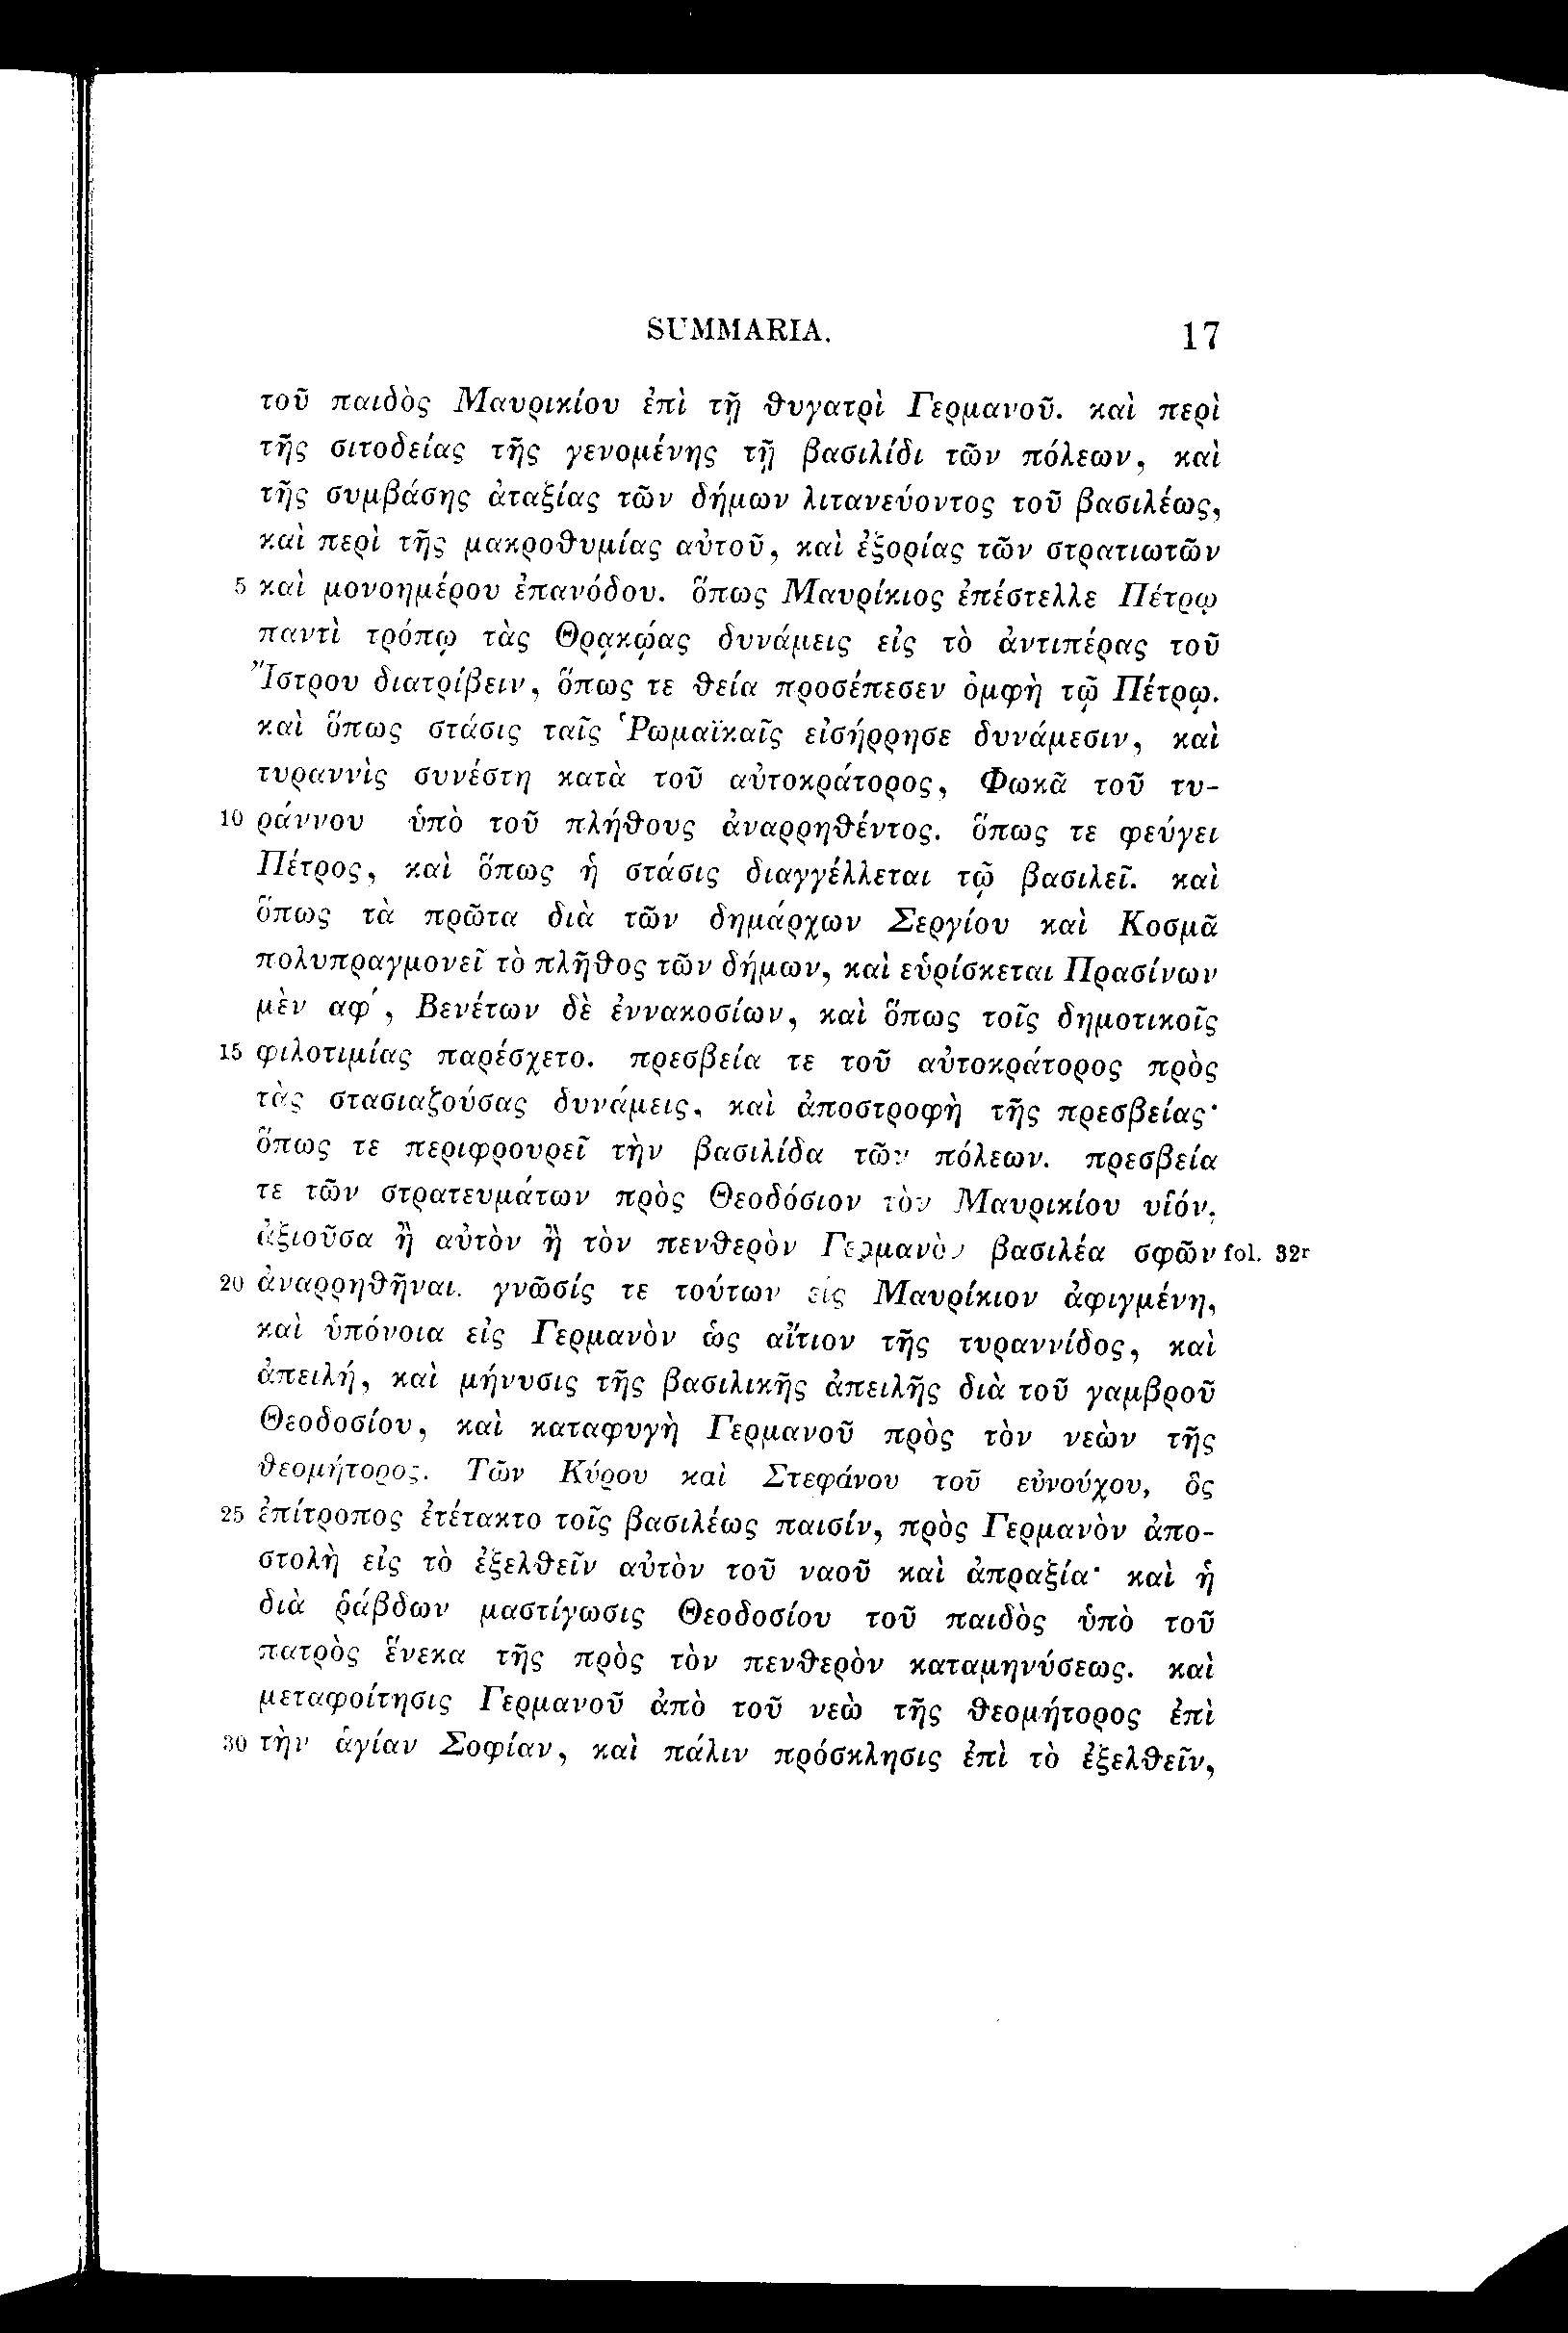 SUMMARIA. 17
τοῦ παιδὸς Μαυρικίου ἐπὶ τῇ θυγατρὶ Γερμανοῦ. καὶ περὶ
τῆς σιτοδείας τῆς γενομένης τῇ βασιλίδι τῶν πόλεων, καὶ
τῆς συμβάσης ἀταξίας τῶν δήμων λιτανεύοντος τοῦ βασιλέως,
καὶ περὶ τῆς μακροθυμίας αὐτοῦ, καὶ ἐξορίας τῶν στρατιωτῶν
5 καὶ μονοημέρου ἐπανόδου. ὅπως Μαυρίκιος ἐπέστελλε Πέτρῳ
παντὶ τρόπῳ τὰς Θρᾳκῴας δυνάμεις εἰς τὸ ἀντιπέρας τοῦ
Ἴστρου διατρίβειν, ὅπως τε θεία προσέπεσεν ὀμφὴ τῷ Πέτρῳ.
καὶ ὅπως στάσις ταῖς Ῥωμαϊκαῖς εἰσήρρησε δυνάμεσιν, καὶ
τυραννὶς συνέστη κατὰ τοῦ αὐτοκράτορος, Φωκᾶ τοῦ τυ-
10 ράννου ὑπὸ τοῦ πλήθους ἀναρρηθέντος. ὅπως τε φεύγει
Πέτρος, καὶ ὅπως ἡ στάσις διαγγέλλεται τῷ βασιλεῖ. καὶ
ὅπως τὰ πρῶτα διὰ τῶν δημάρχων Σεργίου καὶ Κοσμᾶ
πολυπραγμονεῖ τὸ πλῆθος τῶν δήμων, καὶ εὑρίσκεται Πρασίνων
μὲν αφ´, Βενέτων δὲ ἐννακοσίων, καὶ ὅπως τοῖς δημοτικοῖς
15 φιλοτιμίας παρέσχετο. πρεσβεία τε τοῦ αὐτοκράτορος πρὸς
τὰς στασιαζούσας δυνάμεις, καὶ ἀποστροφὴ τῆς πρεσβείας·
ὅπως τε περιφρουρεῖ τὴν βασιλίδα τῶν πόλεων. πρεσβεία
τε τῶν στρατευμάτων πρὸς Θεοδόσιον τὸν Μαυρικίου υἱόν,
ἀξιοῦσα ἢ αὐτὸν ἢ τὸν πενθερὸν Γερμανὸν βασιλέα σφῶν fol. 32r
20 ἀναρρηθῆναι. γνῶσίς τε τούτων εἰς Μαυρίκιον ἀφιγμένη,
καὶ ὑπόνοια εἰς Γερμανὸν ὡς αἴτιον τῆς τυραννίδος, καὶ
ἀπειλή, καὶ μήνυσις τῆς βασιλικῆς ἀπειλῆς διὰ τοῦ γαμβροῦ
Θεοδοσίου, καὶ καταφυγὴ Γερμανοῦ πρὸς τὸν νεὼν τῆς
θεομήτορος. Τῶν Κύρου καὶ Στεφάνου τοῦ εὐνούχου, ὃς
25 ἐπίτροπος ἐτέτακτο τοῖς βασιλέως παισίν, πρὸς Γερμανὸν ἀπο-
στολὴ εἰς τὸ ἐξελθεῖν αὐτὸν τοῦ ναοῦ καὶ ἀπραξία· καὶ ἡ
διὰ ῥάβδων μαστίγωσις Θεοδοσίου τοῦ παιδὸς ὑπὸ τοῦ
πατρὸς ἕνεκα τῆς πρὸς τὸν πενθερὸν καταμηνύσεως. καὶ
μεταφοίτησις Γερμανοῦ ἀπὸ τοῦ νεὼ τῆς θεομήτορος ἐπὶ
30 τὴν ἁγίαν Σοφίαν, καὶ πάλιν πρόσκλησις ἐπὶ τὸ ἐξελθεῖν,